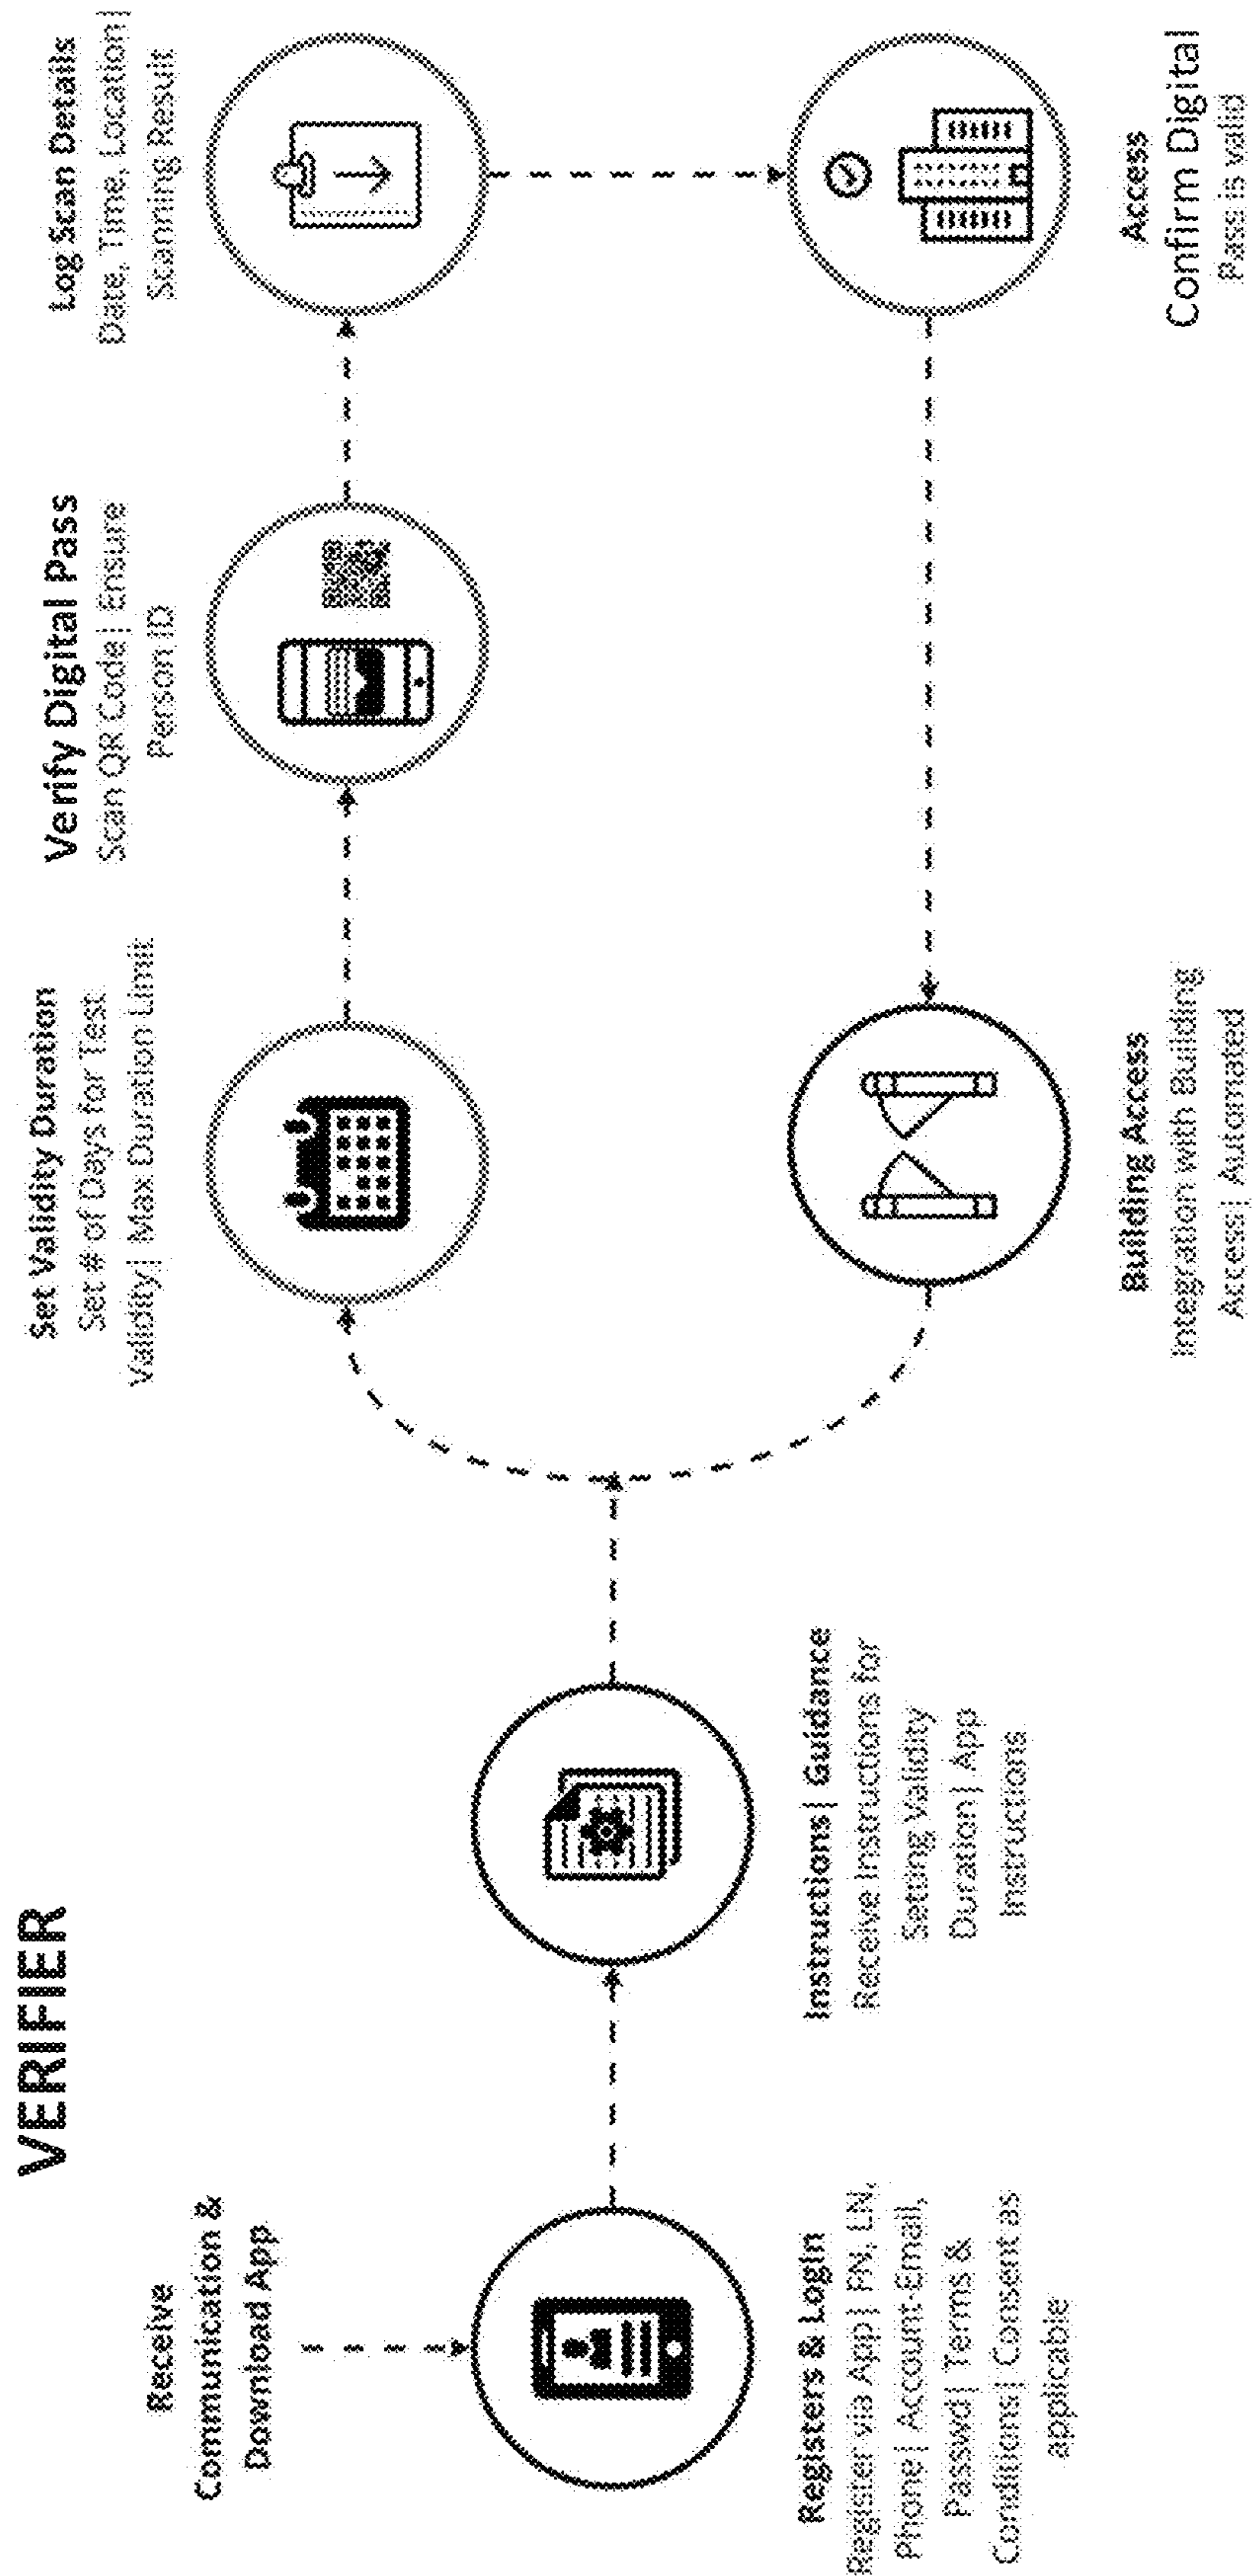 VERIFIER
Receive
Communication &
Download App
Registers & Login
Register via App| FN, LN,
Phone| Account-Email,
Passwd| Terms &
Conditions| Consent as
applicable
Instructions| Guidance
Receive Instructions for
Setting Validity
Duration| App
Instructions
Set Validity Duration
Set # of Days for Test
Validity| Max Duration Limit
Verify Digital Pass
Scan QR Code| Ensure
Person ID
Log Scan Details
Date, Time, Location|
Scanning Result
Access
Confirm Digital
Pass is valid
Building Access
Integration with Building
Access| Automated